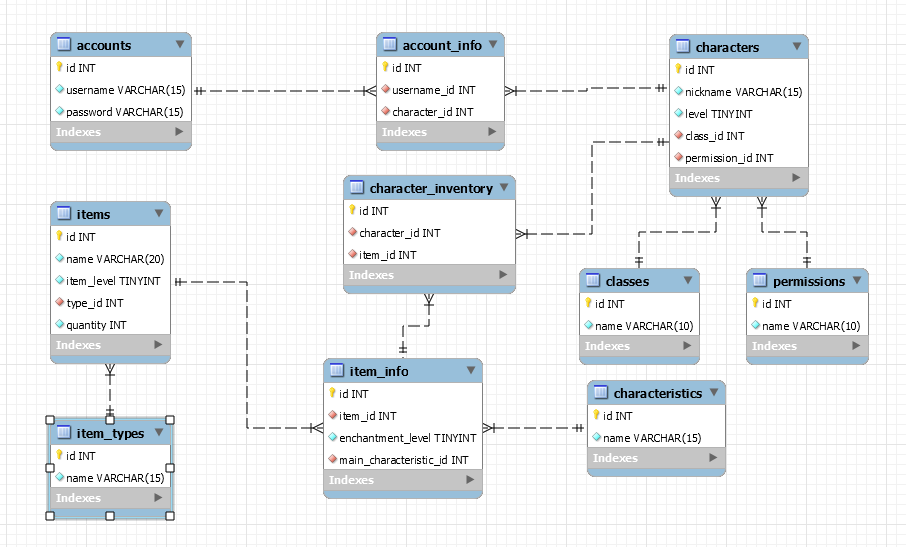 accounts
id INT
username VARCHAR(15)
password VARCHAR(15)
Indexes
account_info
id INT
username_id INT
character_id INT
Indexes
characters
id INT
nickname VARCHAR(15)
level TINYINT
class_id INT
permission_id INT
Indexes
character_inventory
id INT
character_id INT
item_id INT
Indexes
items
id INT
name VARCHAR(20)
item_level TINYINT
type_id INT
quantity INT
Indexes
classes
id INT
name VARCHAR(10)
Indexes
permissions
id INT
name VARCHAR(10)
Indexes
item_info
id INT
item_id INT
enchantment_level TINYINT
main_characteristic_id INT
Indexes
characteristics
id INT
name VARCHAR(15)
Indexes
item_types
id INT
name VARCHAR(15)
Indexes